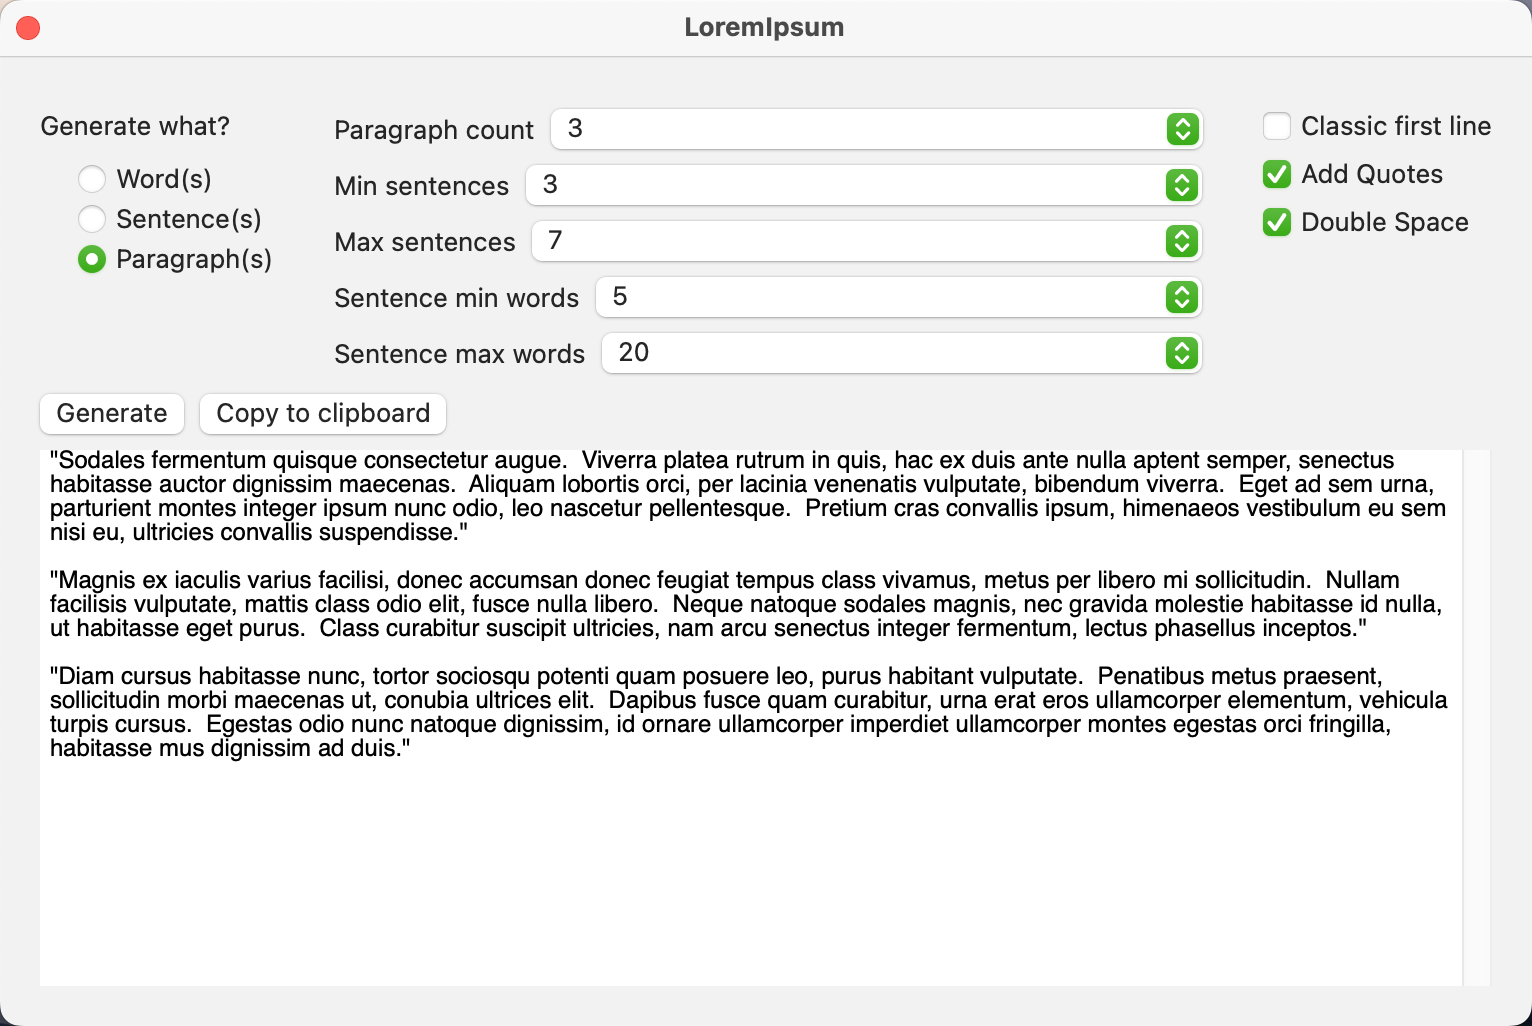 LoremIpsum
Generate what?
Word(s)
Sentence(s)
Paragraph(s)
Paragraph count 3
Min sentences 3
Max sentences 7
Sentence min words 5
Sentence max words 20
Classic first line
Add Quotes
Double Space
Generate
Copy to clipboard
"Sodales fermentum quisque consectetur augue.  Viverra platea rutrum in quis, hac ex duis ante nulla aptent semper, senectus
habitasse auctor dignissim maecenas.  Aliquam lobortis orci, per lacinia venenatis vulputate, bibendum viverra.  Eget ad sem urna,
parturient montes integer ipsum nunc odio, leo nascetur pellentesque.  Pretium cras convallis ipsum, himenaeos vestibulum eu sem
nisi eu, ultricies convallis suspendisse."
"Magnis ex iaculis varius facilisi, donec accumsan donec feugiat tempus class vivamus, metus per libero mi sollicitudin.  Nullam
facilisis vulputate, mattis class odio elit, fusce nulla libero.  Neque natoque sodales magnis, nec gravida molestie habitasse id nulla,
ut habitasse eget purus.  Class curabitur suscipit ultricies, nam arcu senectus integer fermentum, lectus phasellus inceptos."
"Diam cursus habitasse nunc, tortor sociosqu potenti quam posuere leo, purus habitant vulputate.  Penatibus metus praesent,
sollicitudin morbi maecenas ut, conubia ultrices elit.  Dapibus fusce quam curabitur, urna erat eros ullamcorper elementum, vehicula
turpis cursus.  Egestas odio nunc natoque dignissim, id ornare ullamcorper imperdiet ullamcorper montes egestas orci fringilla,
habitasse mus dignissim ad duis."